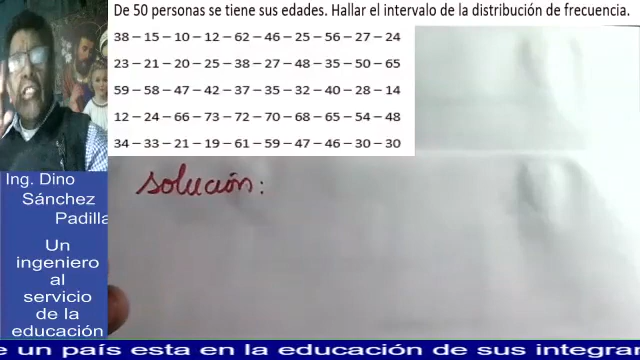 De 50 personas se tiene sus edades. Hallar el intervalo de la distribución de frecuencia.
38 – 15 – 10 – 12 – 62 – 46 – 25 – 56 – 27 – 24
23 – 21 – 20 – 25 – 38 – 27 – 48 – 35 – 50 – 65
59 – 58 – 47 – 42 – 37 – 35 – 32 – 40 – 28 – 14
12 – 24 – 66 – 73 – 72 – 70 – 68 – 65 – 54 – 48
34 – 33 – 21 – 19 – 61 – 59 – 47 – 46 – 30 – 30
Solución:
Ing. Dino
Sánchez
Padilla
Un
ingeniero
al
servicio
de la
educación
un país esta en la educación de sus